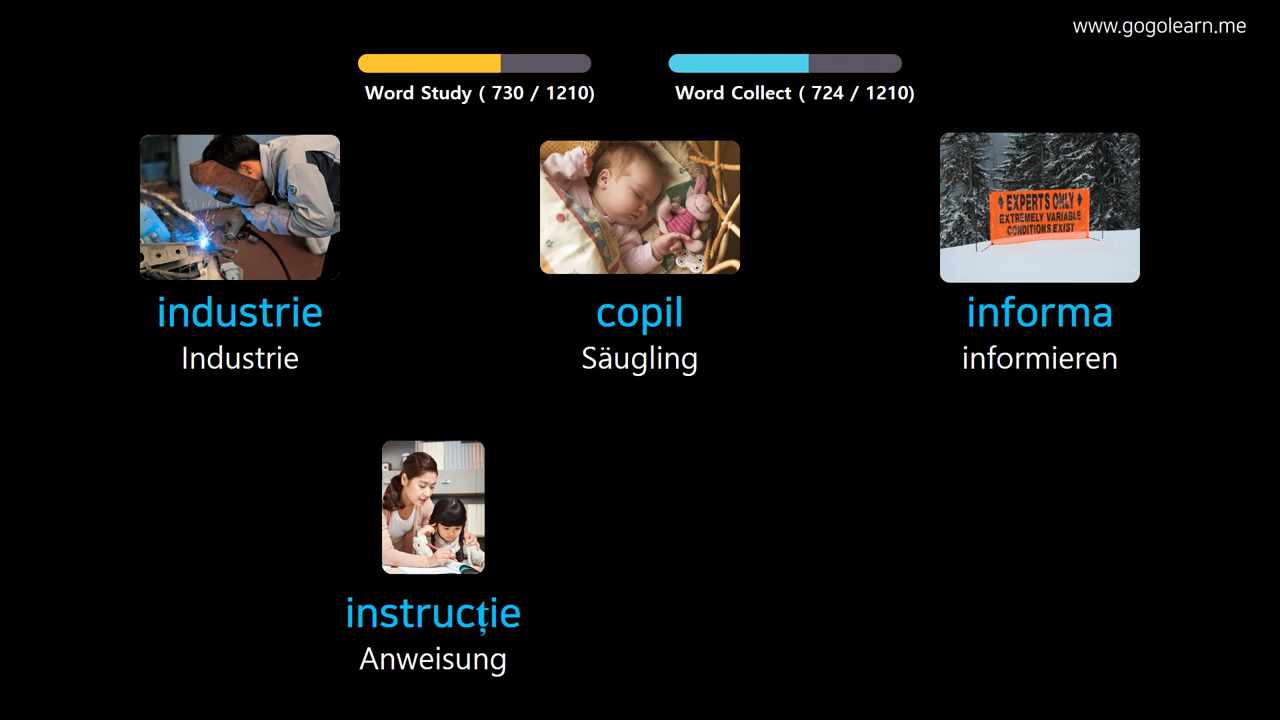 www.gogolearn.me
Word Study ( 730 / 1210)
Word Collect ( 724 / 1210)
EXPERTS ONLY
EXTREMELY VARIABLE
CONDITIONS EXIST
industrie
Industrie
copil
Säugling
informa
informieren
instrucție
Anweisung